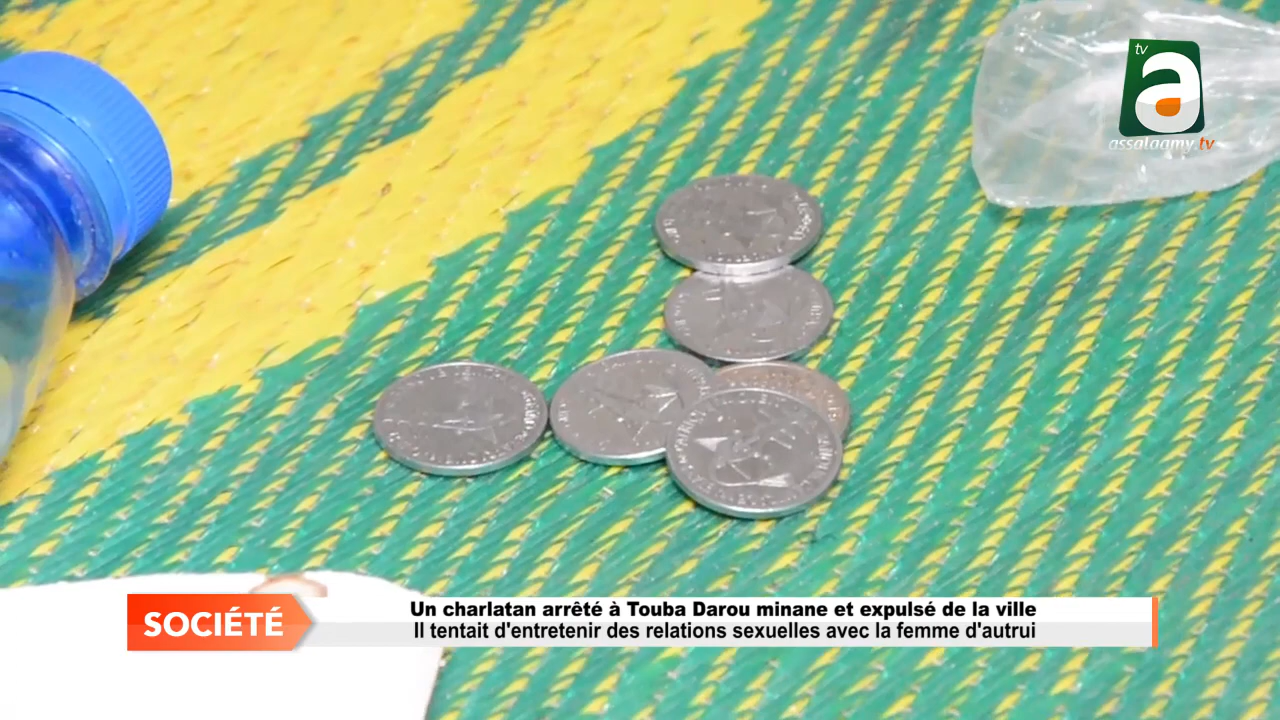 tv
a
assalaamy.tv
SOCIÉTÉ
Un charlatan arrêté à Touba Darou minane et expulsé de la ville
Il tentait d'entretenir des relations sexuelles avec la femme d'autrui